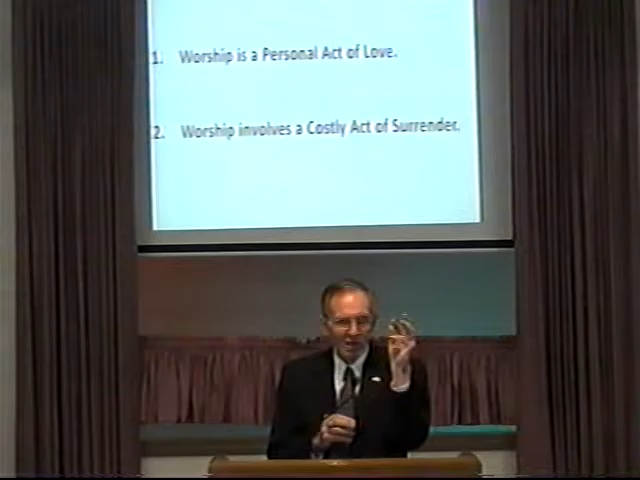 1. Worship is a Personal Act of Love.
2. Worship involves a Costly Act of Surrender.